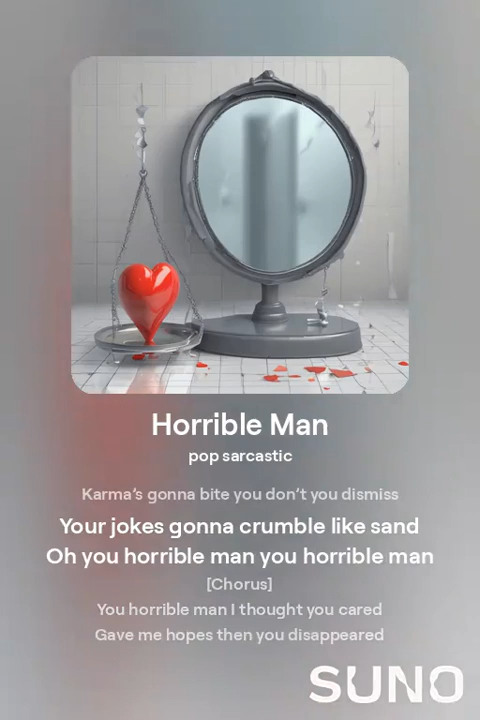 Horrible Man
pop sarcastic
Karma's gonna bite you don't you dismiss
Your jokes gonna crumble like sand
Oh you horrible man you horrible man
[Chorus]
You horrible man I thought you cared
Gave me hopes then you disappeared
SUNO